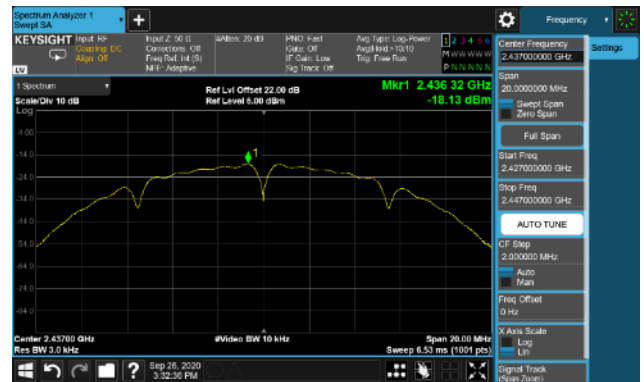 Spectrum Analyzer 1
Swept SA
Frequency
KEYSIGHT
Input: RF
Coupling: DC
Align: Off
Input Z: 50 Ω
Corrections: Off
Freq Ref: Int (S)
NFE: Adaptive
#Atten: 20 dB
PNO: Fast
Gate: Off
IF Gain: Low
Sig Track: Off
Avg Type: Log-Power
Avg|Hold:>10/10
Trig: Free Run
1 2 3 4 5 6
M W W W W W
P N N N N N
LW
Center Frequency
2.437000000 GHz
Settings
Span
20.0000000 MHz
Swept Span
Zero Span
Full Span
Start Freq
2.427000000 GHz
Stop Freq
2.447000000 GHz
AUTO TUNE
CF Step
2.000000 MHz
Auto
Man
Freq Offset
0 Hz
X Axis Scale
Log
Lin
Signal Track
(Span Zoom)
1 Spectrum
Scale/Div 10 dB
Log
Ref Lvl Offset 22.00 dB
Ref Level 6.00 dBm
Mkr1 2.436 32 GHz
-18.13 dBm
1
-4.00
-14.0
-24.0
-34.0
-44.0
-54.0
-64.0
-74.0
-84.0
Center 2.43700 GHz
Res BW 3.0 kHz
#Video BW 10 kHz
Span 20.00 MHz
Sweep 6.53 ms (1001 pts)
?
Sep 26, 2020
3:32:36 PM